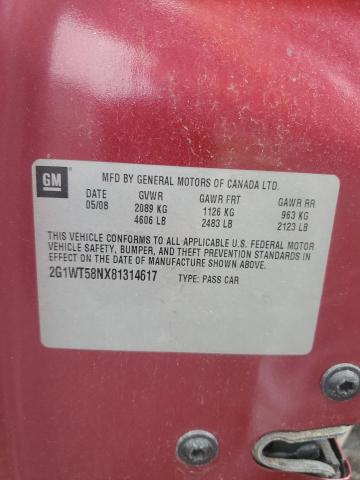 GM
MFD BY GENERAL MOTORS OF CANADA LTD.
DATE GVWR GAWR FRT GAWR RR
05/08 2089 KG 1126 KG 963 KG
4606 LB 2483 LB 2123 LB
THIS VEHICLE CONFORMS TO ALL APPLICABLE U.S. FEDERAL MOTOR
VEHICLE SAFETY, BUMPER, AND THEFT PREVENTION STANDARDS
IN EFFECT ON THE DATE OF MANUFACTURE SHOWN ABOVE.
2G1WT58NX81314617 TYPE: PASS CAR